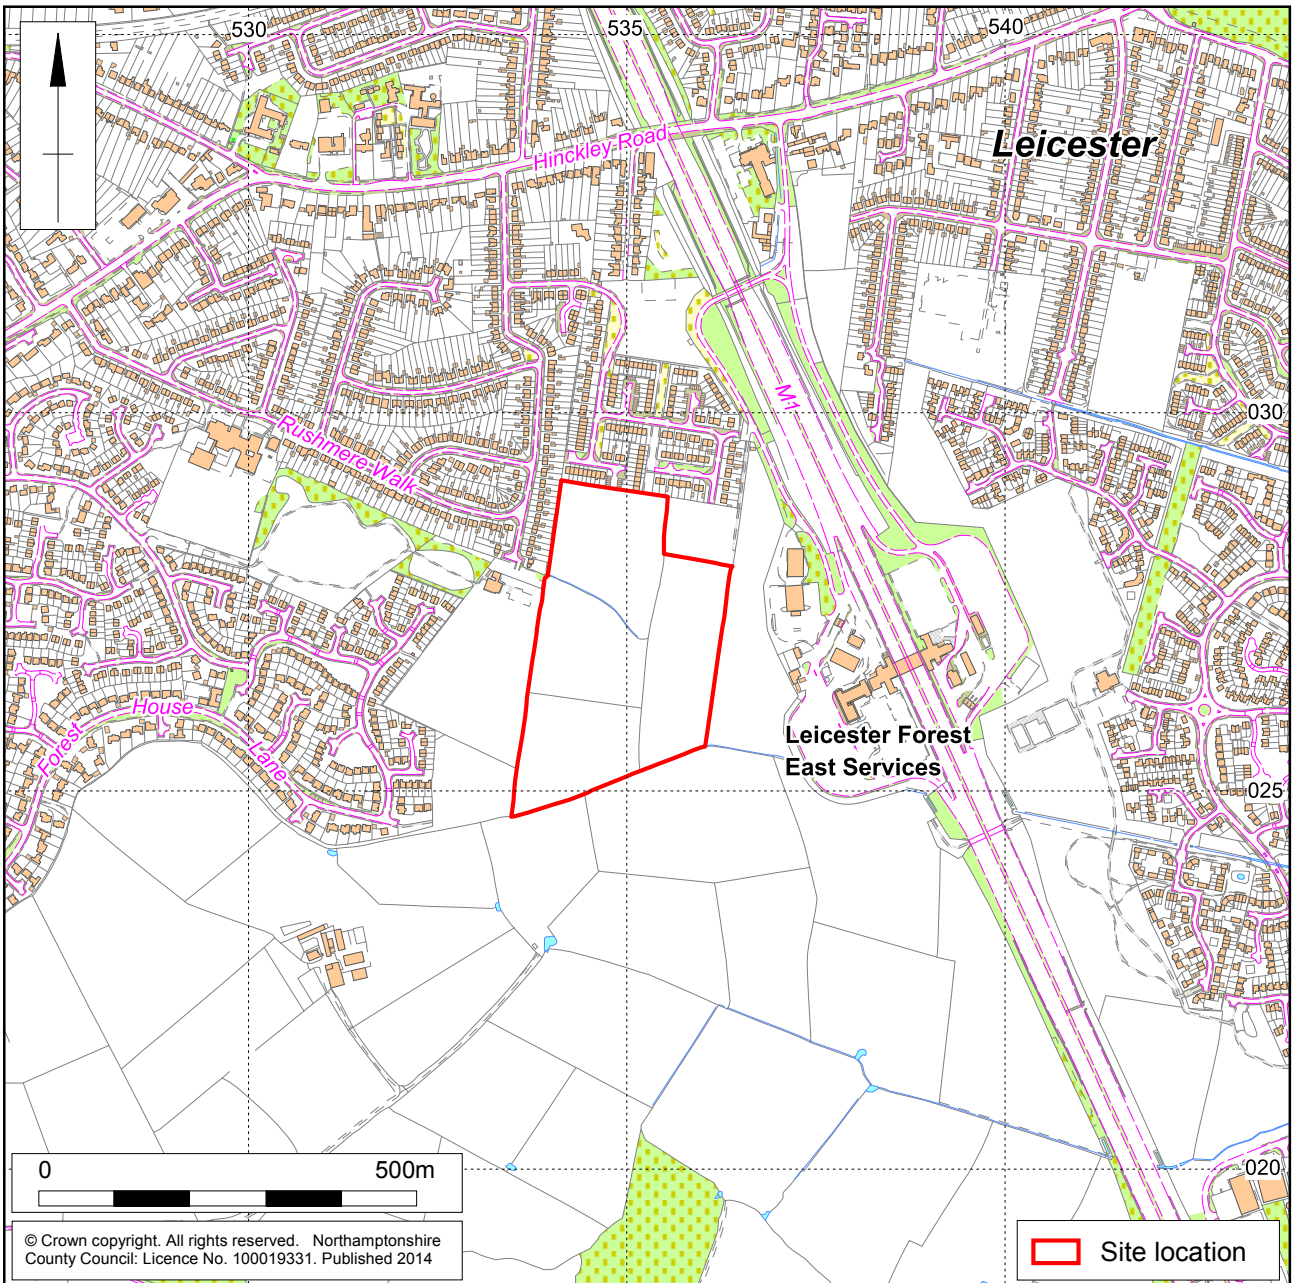 530
535
540
Leicester
Hinckley Road
M1
030
Rushmere Walk
House
Forest
Lane
Leicester Forest
East Services
025
020
0
500m
© Crown copyright. All rights reserved. Northamptonshire
County Council: Licence No. 100019331. Published 2014
Site location